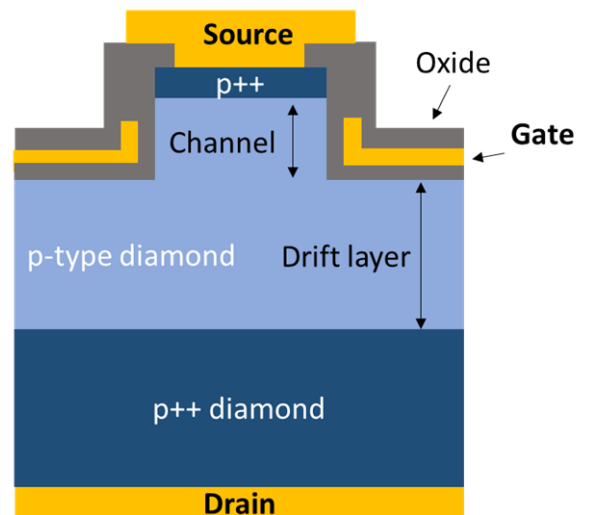 Source
p++
Oxide
Channel
Gate
p-type diamond
Drift layer
p++ diamond
Drain